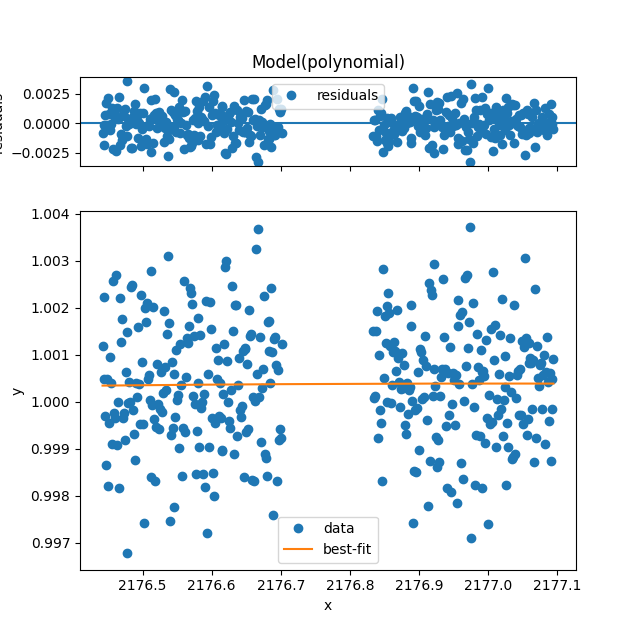 Model(polynomial)
0.0025
0.0000
−0.0025
residuals
residuals
1.004
1.003
1.002
1.001
1.000
0.999
0.998
0.997
y
data
best-fit
2176.5 2176.6 2176.7 2176.8 2176.9 2177.0 2177.1
x